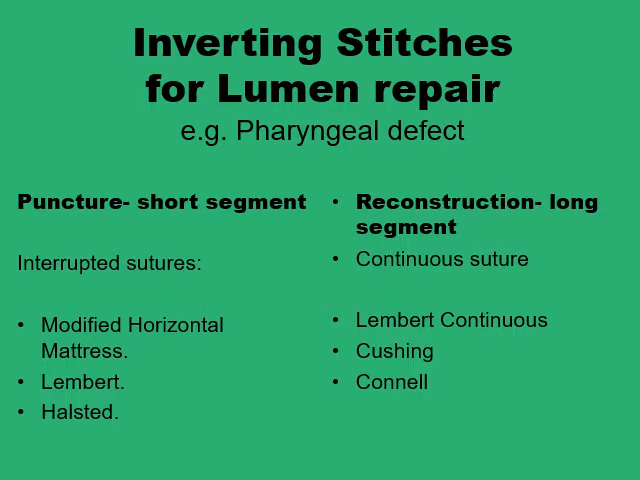 Inverting Stitches
for Lumen repair
e.g. Pharyngeal defect
Puncture- short segment
Interrupted sutures:
• Modified Horizontal
Mattress.
• Lembert.
• Halsted.
• Reconstruction- long
segment
• Continuous suture
• Lembert Continuous
• Cushing
• Connell